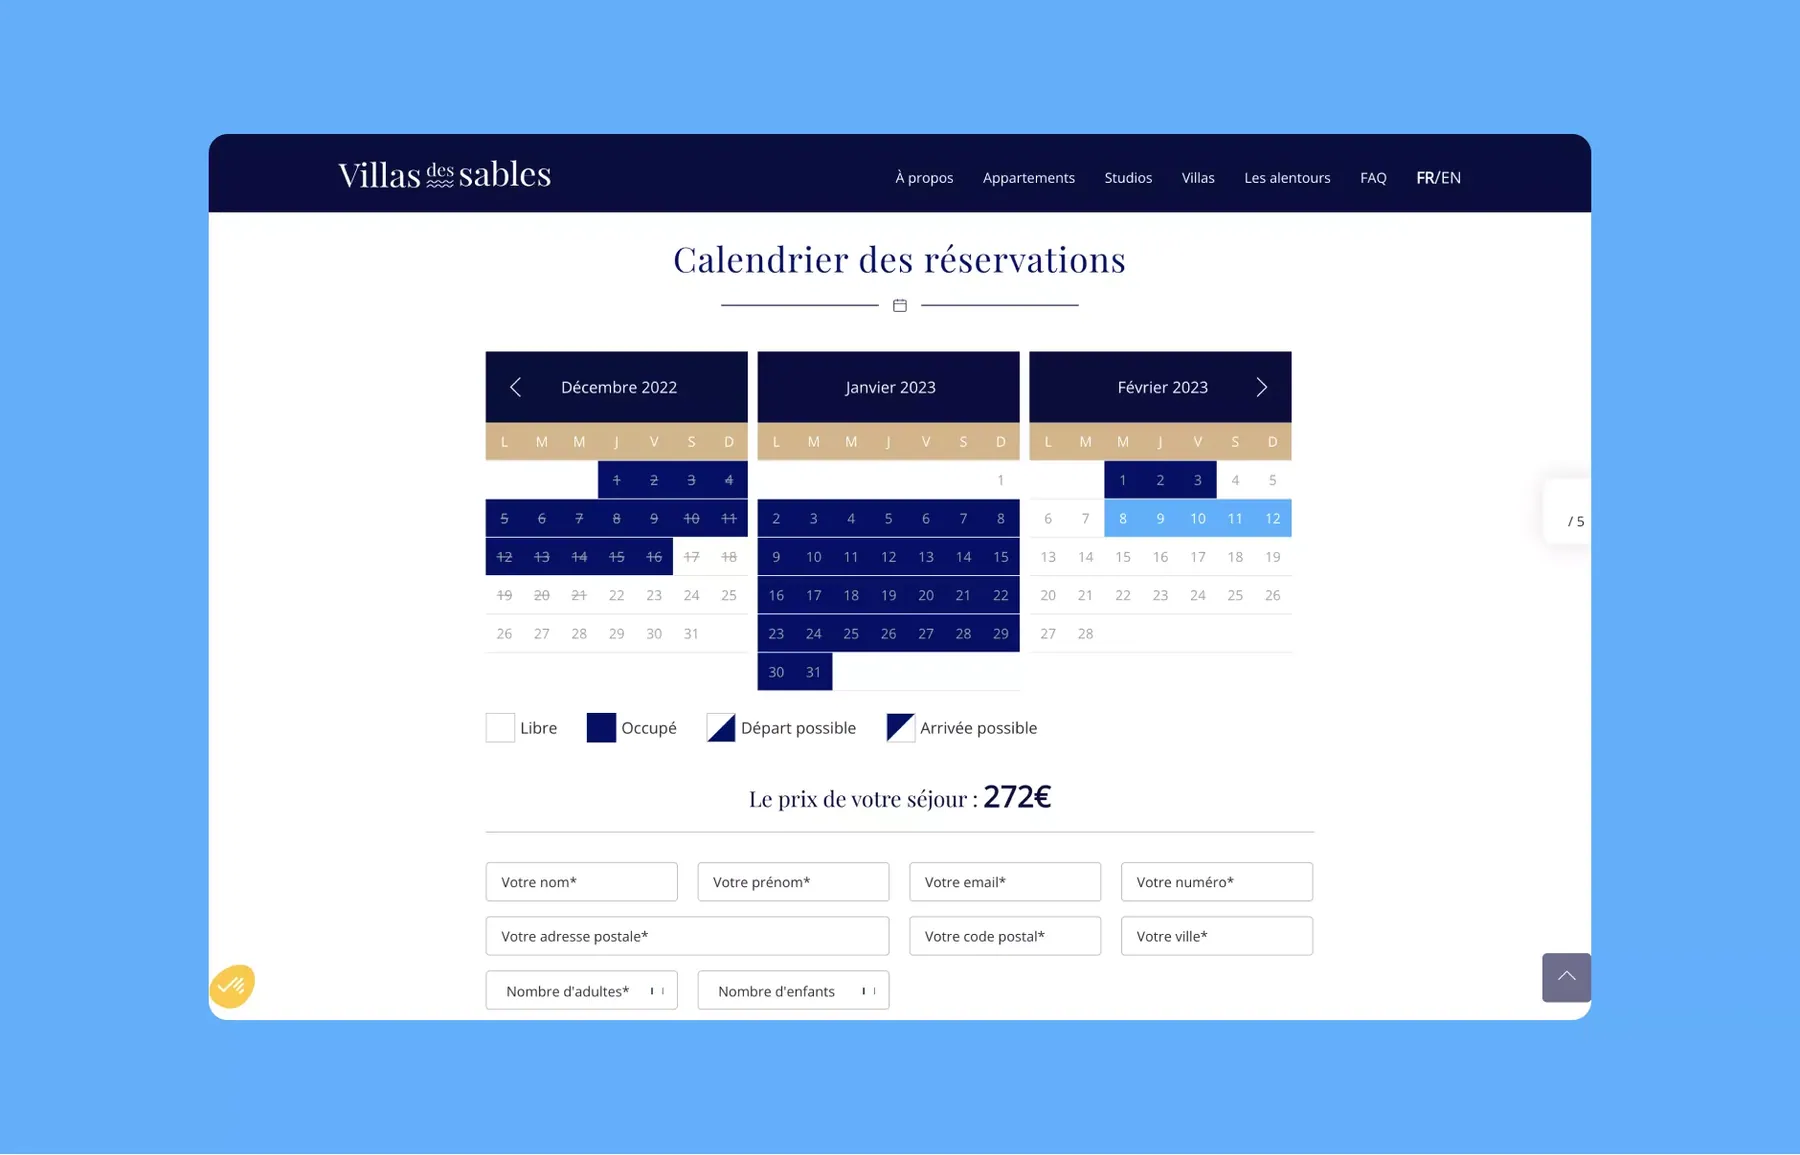 Villas des sables
À propos Appartements Studios Villas Les alentours FAQ FR/EN
Calendrier des réservations
Décembre 2022 Janvier 2023 Février 2023
L M M J V S D L M M J V S D L M M J V S D
1 2 3 4 1 1 2 3 4 5
5 6 7 8 9 10 11 2 3 4 5 6 7 8 6 7 8 9 10 11 12
/ 5
12 13 14 15 16 17 18 9 10 11 12 13 14 15 13 14 15 16 17 18 19
19 20 21 22 23 24 25 16 17 18 19 20 21 22 20 21 22 23 24 25 26
26 27 28 29 30 31 23 24 25 26 27 28 29 27 28
30 31
Libre Occupé Départ possible Arrivée possible
Le prix de votre séjour : 272€
Votre nom* Votre prénom* Votre email* Votre numéro*
Votre adresse postale* Votre code postal* Votre ville*
Nombre d'adultes* Nombre d'enfants